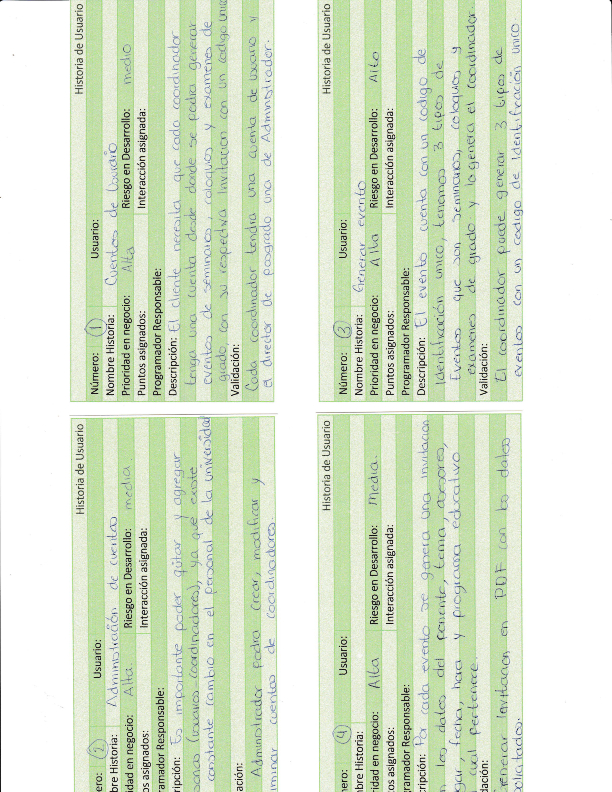 Historia de Usuario
Número: 1 Usuario:
Nombre Historia: Cuentas de Usuario
Prioridad en negocio: Alta Riesgo en Desarrollo: medio
Puntos asignados: Interacción asignada:
Programador Responsable:
Descripción: El cliente necesita que cada coordinador
tenga una cuenta desde donde se podra generar
eventos de seminarios, coloquios y examenes de
grado con su respectiva invitacion con un codigo unico
Validación:
Cada coordinador tendra una cuenta de usuario y
el director de posgrado una de Administrador.
Historia de Usuario
ero: 2 Usuario:
bre Historia: Administración de cuentas
idad en negocio: Alta. Riesgo en Desarrollo: media.
os asignados: Interacción asignada:
ramador Responsable:
ripción: Es importante poder quitar y agregar
(usuarios coordinadores), ya que existe
constante cambio en el personal de la universidad
ación:
Administrador podra crear, modificar y
iminar cuentas de coordinadores.
Historia de Usuario
Número: 3 Usuario:
Nombre Historia: Generar evento
Prioridad en negocio: Alta Riesgo en Desarrollo: Alto
Puntos asignados: Interacción asignada:
Programador Responsable:
Descripción: El evento cuenta con un codigo de
Identificación unico, tenemos 3 tipos de
Eventos que son seminarios, coloquios y
examenes de grado y lo genera el coordinador.
Validación:
El coordinador puede generar 3 tipos de
eventos con un codigo de Identificación unico
Historia de Usuario
mero: 4 Usuario:
bre Historia:
idad en negocio: Alta Riesgo en Desarrollo: Media.
os asignados: Interacción asignada:
ramador Responsable:
ripción: Por cada evento se genera una invitacion
n los datos del ponente, tema, asesores,
gar, fecha, hora y programa educativo
cual pertenece.
dación:
enerar Invitacion en PDF con los datos
olicitados.